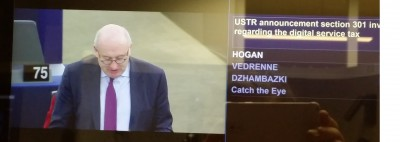 75
USTR announcement section 301 inv
regarding the digital service tax
HOGAN
VEDRENNE
DZHAMBAZKI
Catch the Eye